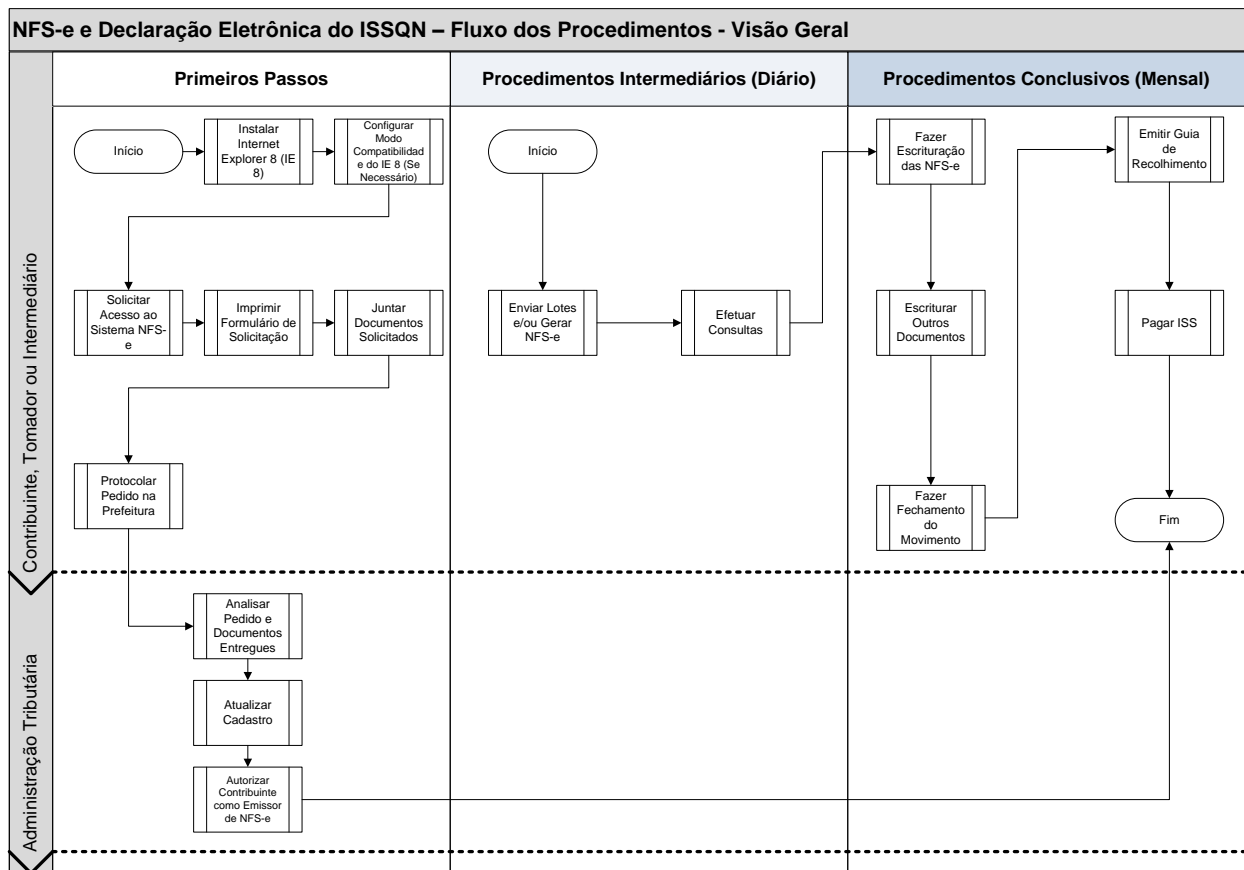 NFS-e e Declaração Eletrônica do ISSQN – Fluxo dos Procedimentos - Visão Geral
Primeiros Passos
Procedimentos Intermediários (Diário)
Procedimentos Conclusivos (Mensal)
Contribuinte, Tomador ou Intermediário
Início
Instalar
Internet
Explorer 8 (IE
8)
Configurar
Modo
Compatibilidad
e do IE 8 (Se
Necessário)
Solicitar
Acesso ao
Sistema NFS-
e
Imprimir
Formulário de
Solicitação
Juntar
Documentos
Solicitados
Protocolar
Pedido na
Prefeitura
Início
Enviar Lotes
e/ou Gerar
NFS-e
Efetuar
Consultas
Fazer
Escrituração
das NFS-e
Escriturar
Outros
Documentos
Fazer
Fechamento
do
Movimento
Emitir Guia
de
Recolhimento
Pagar ISS
Fim
Administração Tributária
Analisar
Pedido e
Documentos
Entregues
Atualizar
Cadastro
Autorizar
Contribuinte
como Emissor
de NFS-e